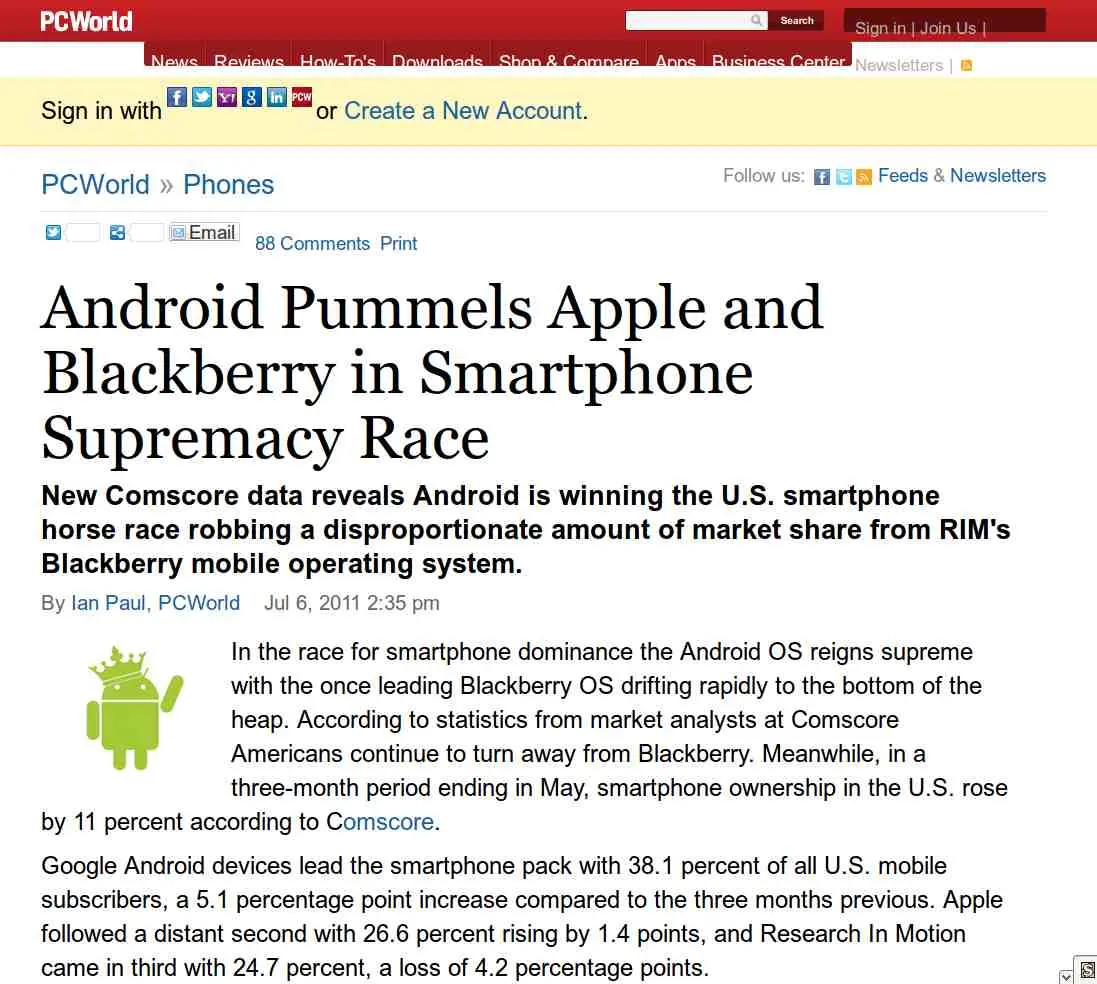 PCWorld
Search
Sign in | Join Us |
News Reviews How-To's Downloads Shop & Compare Apps Business Center
Newsletters |
Sign in with f Y! g in PCW or Create a New Account.
PCWorld » Phones
Follow us: f t Feeds & Newsletters
Email 88 Comments Print
Android Pummels Apple and
Blackberry in Smartphone
Supremacy Race
New Comscore data reveals Android is winning the U.S. smartphone
horse race robbing a disproportionate amount of market share from RIM's
Blackberry mobile operating system.
By Ian Paul, PCWorld Jul 6, 2011 2:35 pm
In the race for smartphone dominance the Android OS reigns supreme
with the once leading Blackberry OS drifting rapidly to the bottom of the
heap. According to statistics from market analysts at Comscore
Americans continue to turn away from Blackberry. Meanwhile, in a
three-month period ending in May, smartphone ownership in the U.S. rose
by 11 percent according to Comscore.
Google Android devices lead the smartphone pack with 38.1 percent of all U.S. mobile
subscribers, a 5.1 percentage point increase compared to the three months previous. Apple
followed a distant second with 26.6 percent rising by 1.4 points, and Research In Motion
came in third with 24.7 percent, a loss of 4.2 percentage points.
S